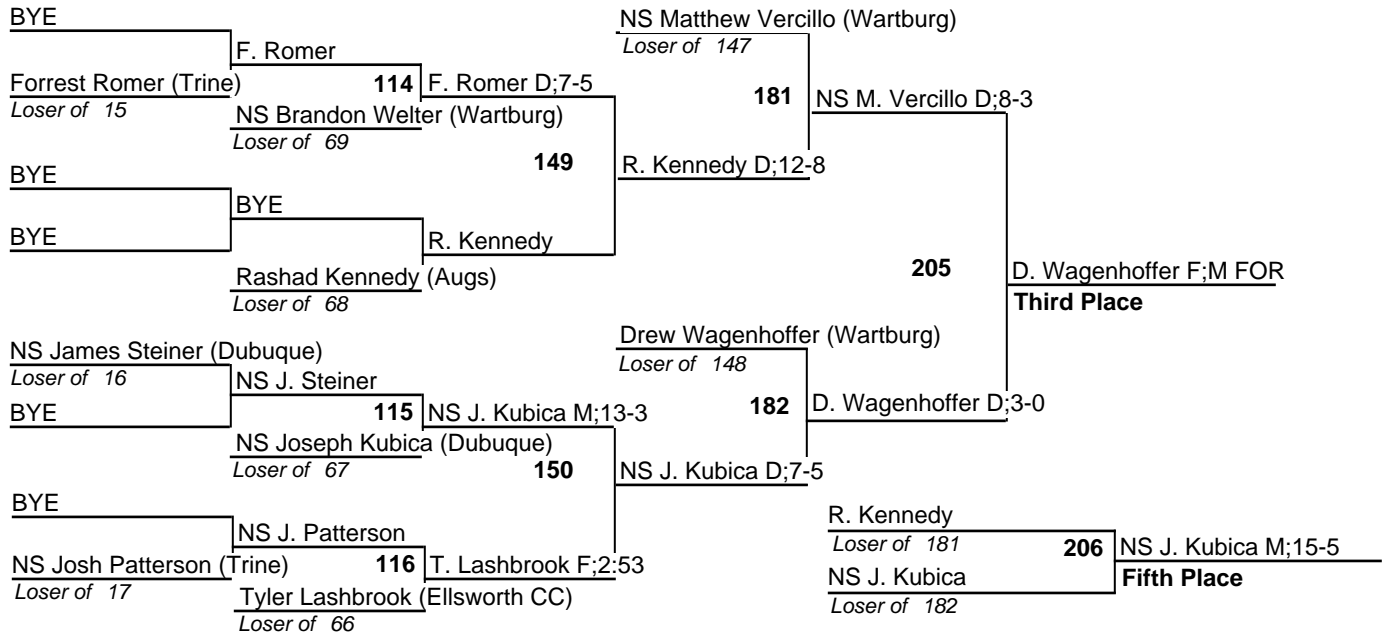 BYE
NS Matthew Vercillo (Wartburg)
Loser of 147
F. Romer
Forrest Romer (Trine)
Loser of 15
114
F. Romer D;7-5
181
NS M. Vercillo D;8-3
NS Brandon Welter (Wartburg)
Loser of 69
149
R. Kennedy D;12-8
BYE
BYE
BYE
R. Kennedy
Rashad Kennedy (Augs)
Loser of 68
205
D. Wagenhoffer F;M FOR
Third Place
Drew Wagenhoffer (Wartburg)
Loser of 148
NS James Steiner (Dubuque)
Loser of 16
NS J. Steiner
BYE
115
NS J. Kubica M;13-3
182
D. Wagenhoffer D;3-0
NS Joseph Kubica (Dubuque)
Loser of 67
150
NS J. Kubica D;7-5
BYE
NS J. Patterson
NS Josh Patterson (Trine)
Loser of 17
116
T. Lashbrook F;2:53
Tyler Lashbrook (Ellsworth CC)
Loser of 66
R. Kennedy
Loser of 181
206
NS J. Kubica M;15-5
Fifth Place
NS J. Kubica
Loser of 182